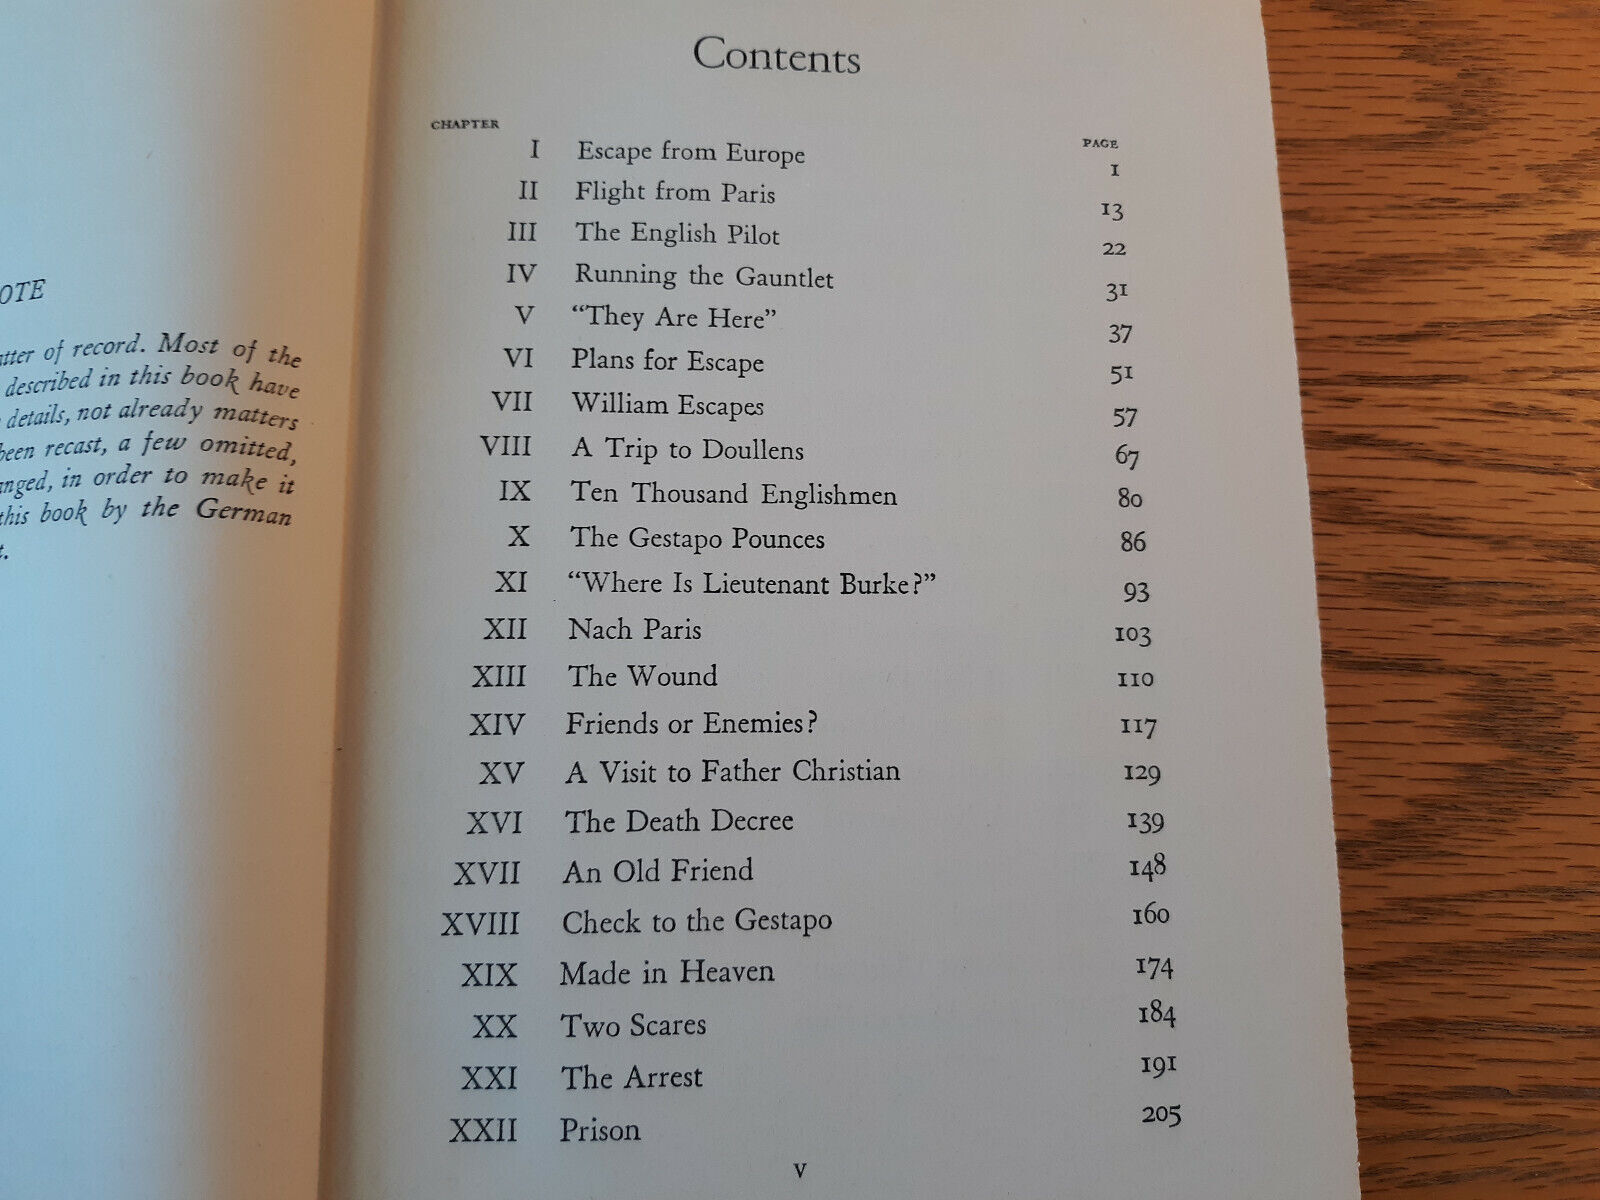 OTE
of record. Most of the
described in this book have
details, not already matters
been recast, a few omitted,
in order to make it
this book by the German
Contents
CHAPTER PAGE
I Escape from Europe 1
II Flight from Paris 13
III The English Pilot 22
IV Running the Gauntlet 31
V “They Are Here” 37
VI Plans for Escape 51
VII William Escapes 57
VIII A Trip to Doullens 67
IX Ten Thousand Englishmen 80
X The Gestapo Pounces 86
XI “Where Is Lieutenant Burke?” 93
XII Nach Paris 103
XIII The Wound 110
XIV Friends or Enemies? 117
XV A Visit to Father Christian 129
XVI The Death Decree 139
XVII An Old Friend 148
XVIII Check to the Gestapo 160
XIX Made in Heaven 174
XX Two Scares 184
XXI The Arrest 191
XXII Prison 205
v